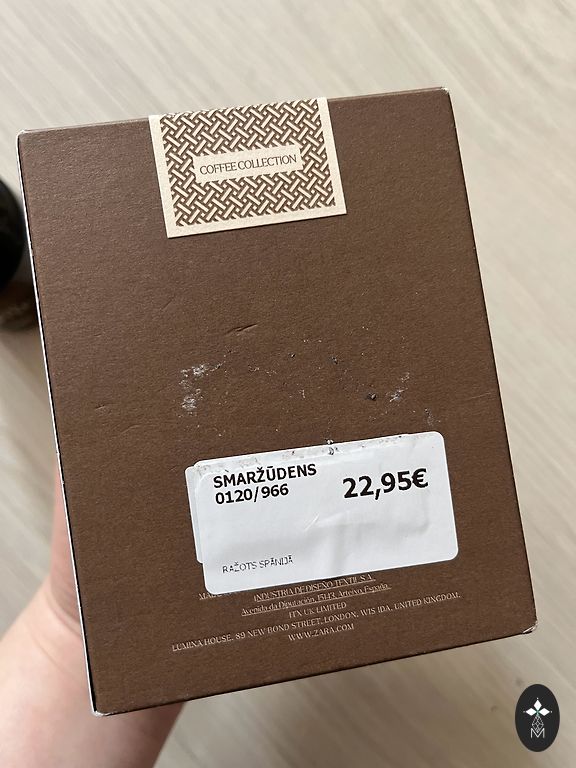 COFFEE COLLECTION
SMARŽŪDENS
0120/966
22,95€
RAŽOTS SPĀNIJĀ
INDUSTRIA DE DISEÑO TEXTIL S.A.
Avenida da Diputación, 15143, Arteixo, España
ITX UK LIMITED
LUMINA HOUSE, 89 NEW BOND STREET, LONDON, W1S 1DA, UNITED KINGDOM.
WWW.ZARA.COM
M